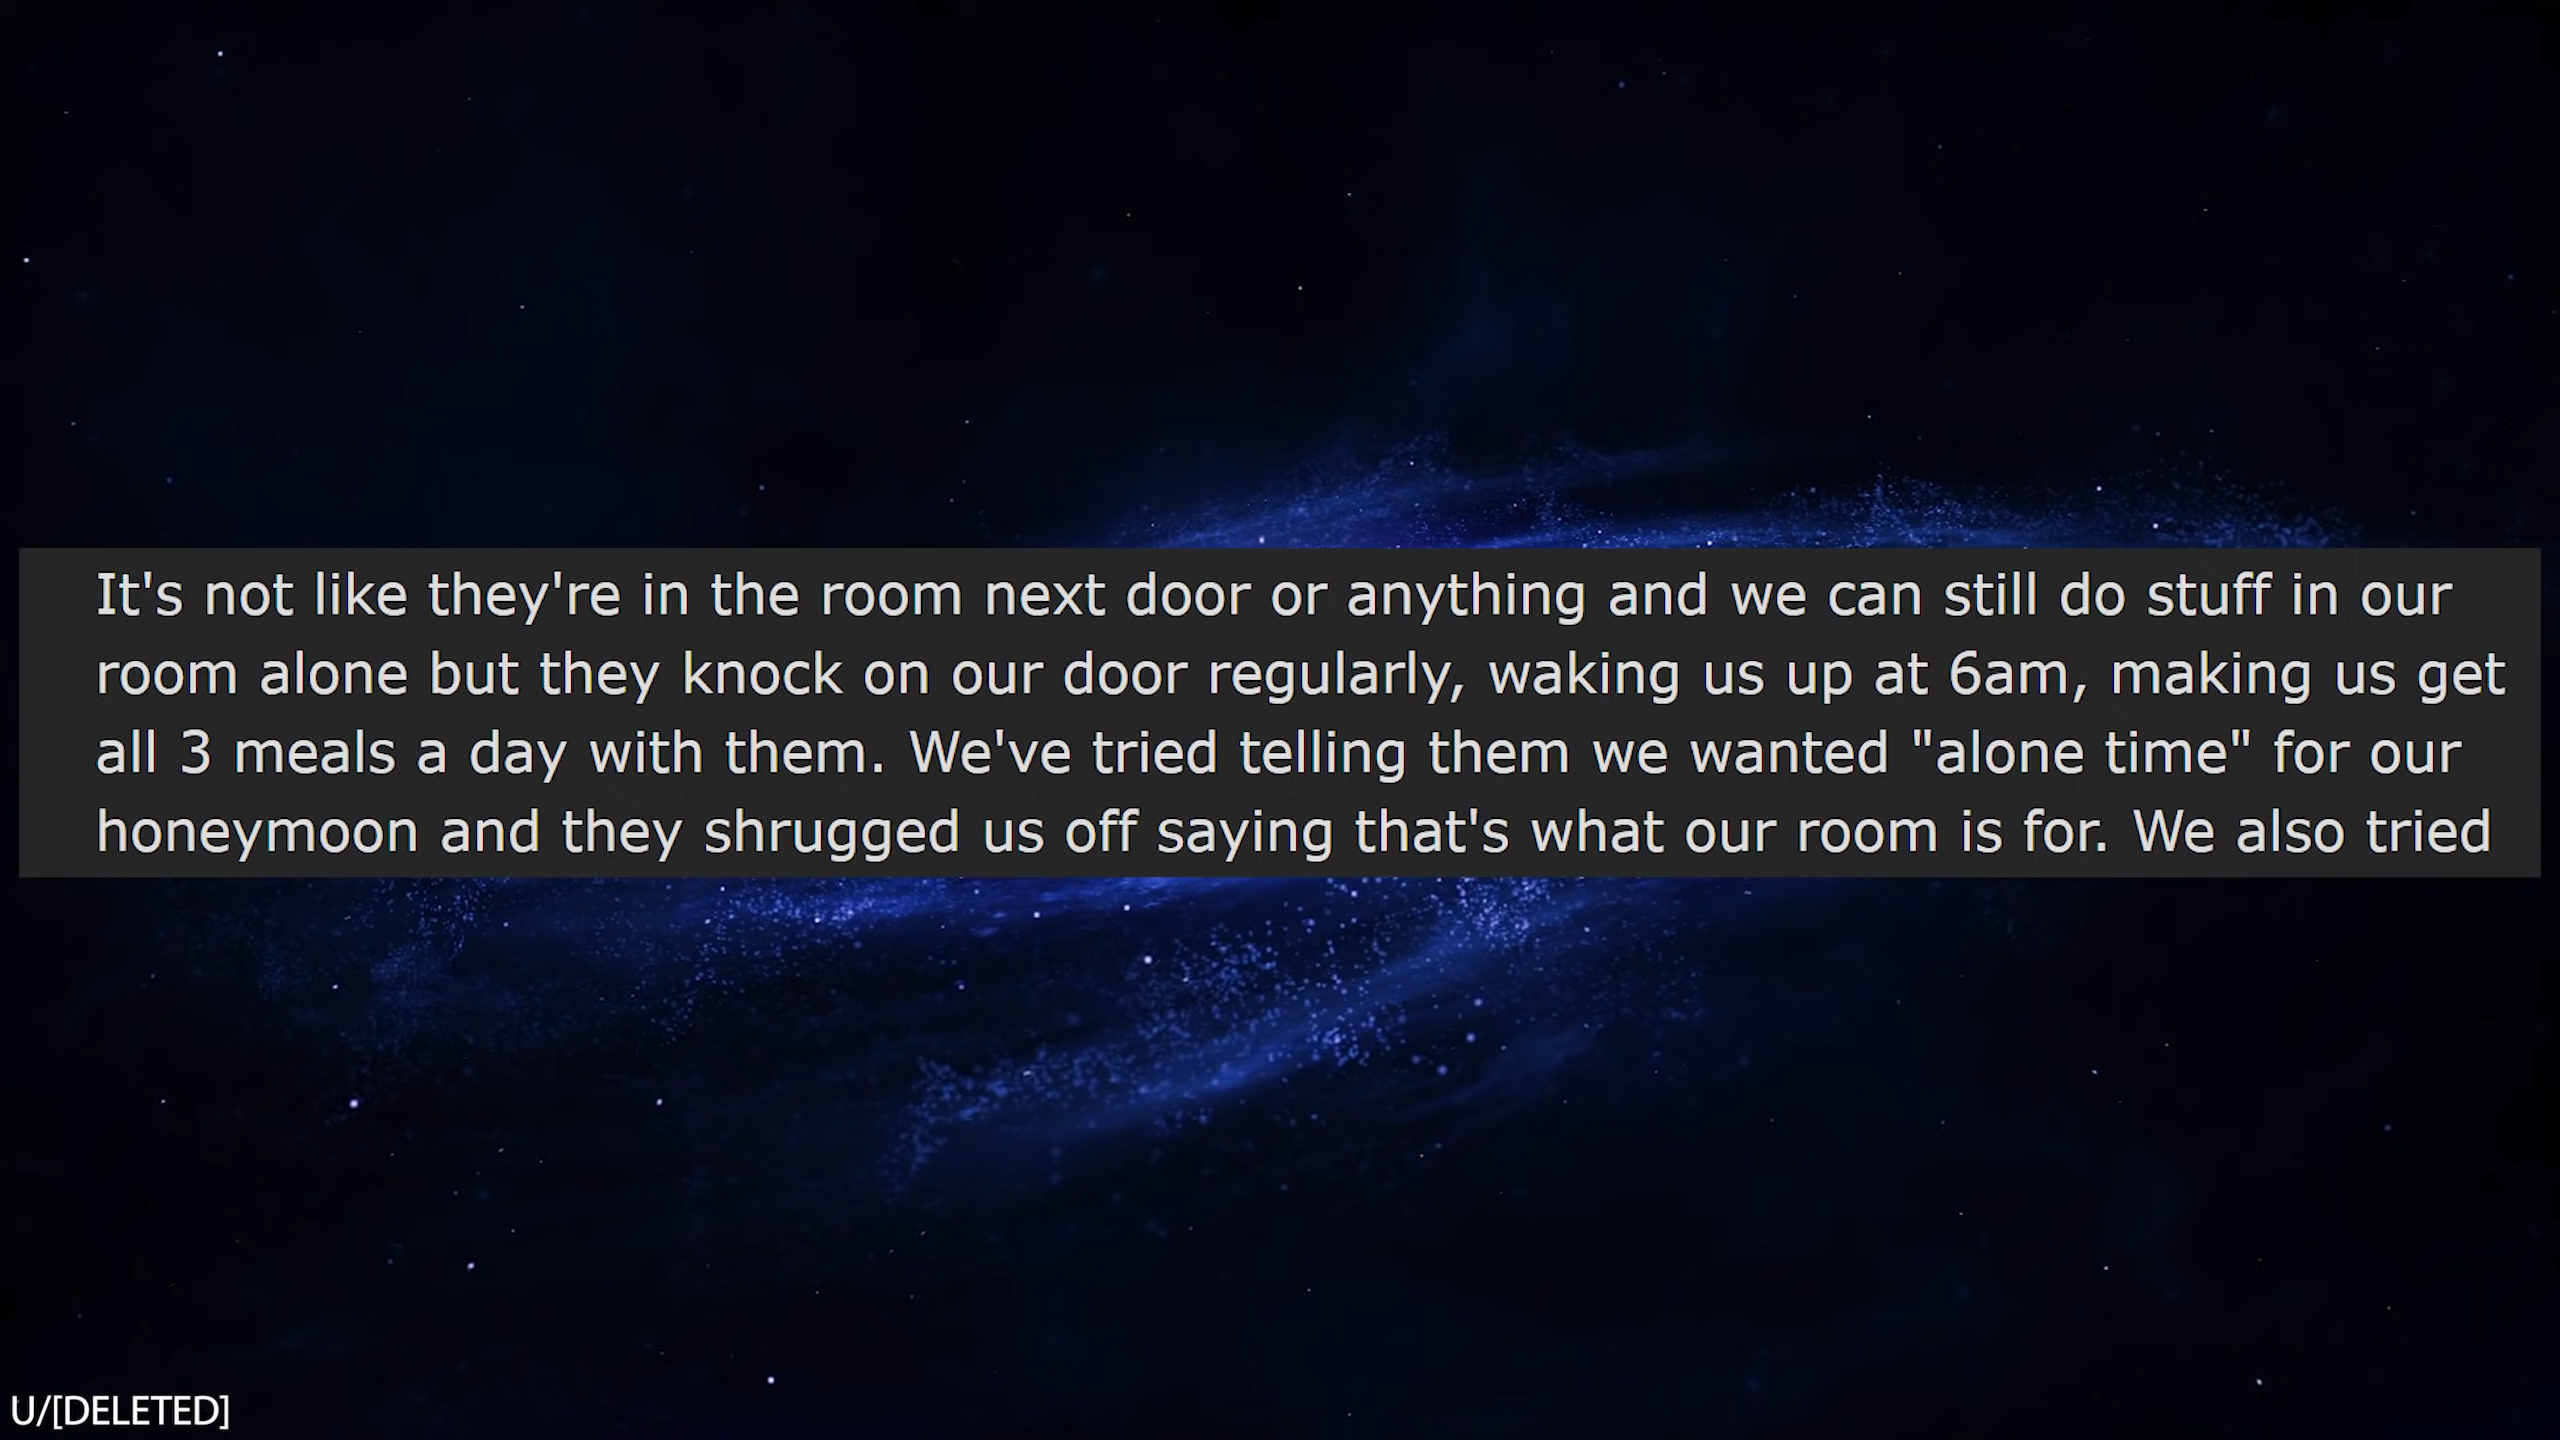 It's not like they're in the room next door or anything and we can still do stuff in our
room alone but they knock on our door regularly, waking us up at 6am, making us get
all 3 meals a day with them. We've tried telling them we wanted "alone time" for our
honeymoon and they shrugged us off saying that's what our room is for. We also tried
U/[DELETED]